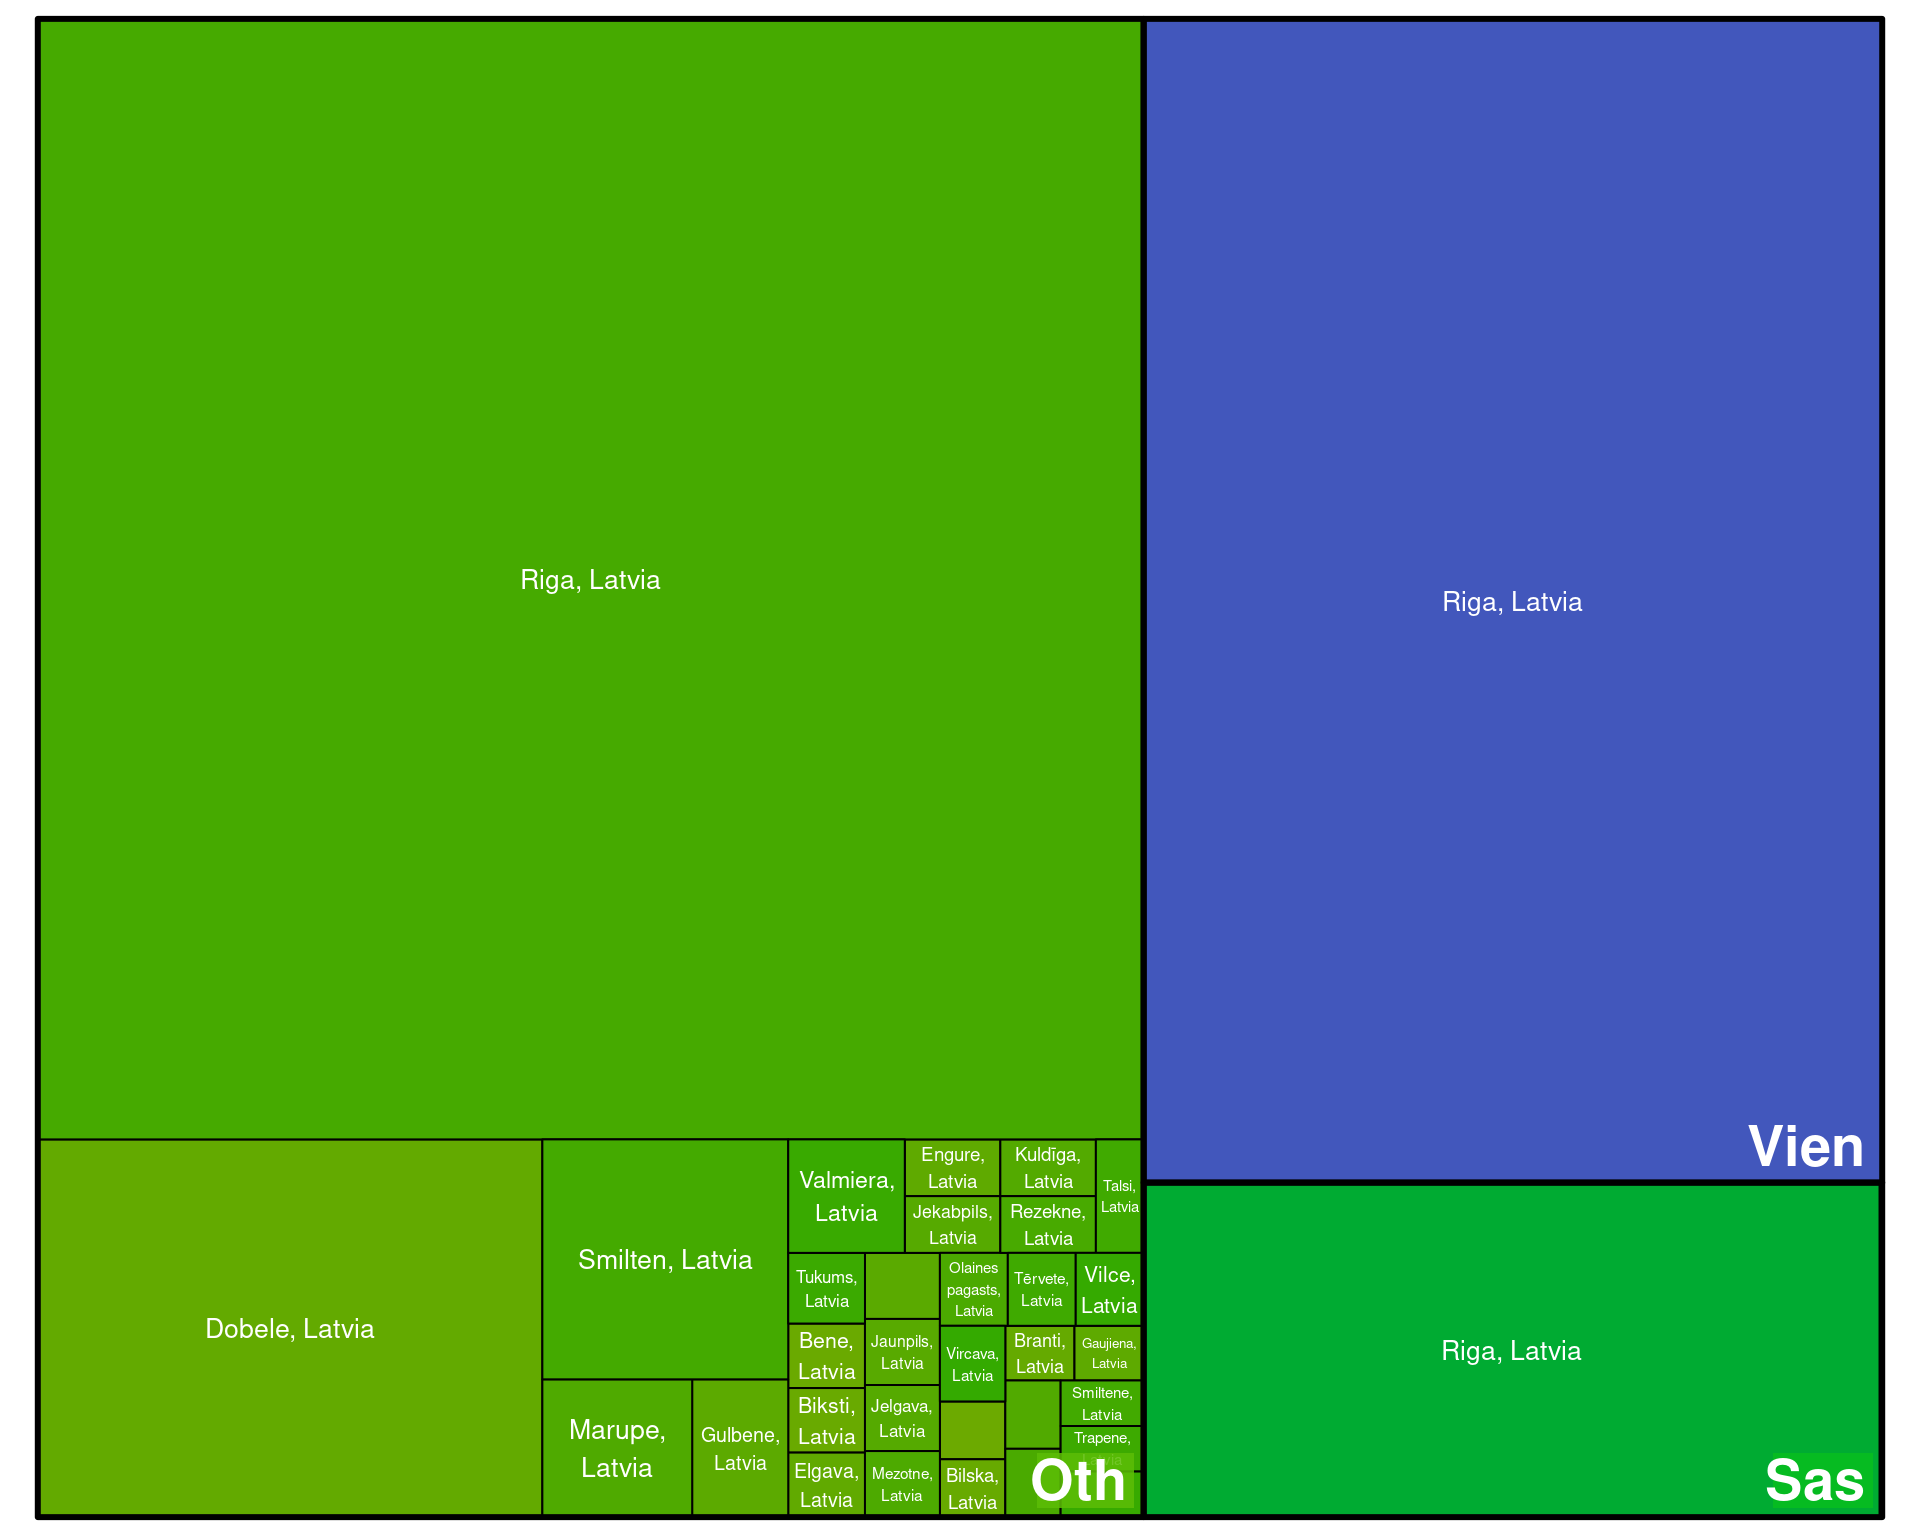 Riga, Latvia
Riga, Latvia
Vien
Dobele, Latvia
Smilten, Latvia
Marupe,
Latvia
Gulbene,
Latvia
Valmiera,
Latvia
Engure,
Latvia
Kuldīga,
Latvia
Talsi,
Latvia
Jekabpils,
Latvia
Rezekne,
Latvia
Tukums,
Latvia
Olaines
pagasts,
Latvia
Tērvete,
Latvia
Vilce,
Latvia
Bene,
Latvia
Jaunpils,
Latvia
Vircava,
Latvia
Branti,
Latvia
Gaujiena,
Latvia
Biksti,
Latvia
Jelgava,
Latvia
Smiltene,
Latvia
Trapene,
Latvia
Elgava,
Latvia
Mezotne,
Latvia
Bilska,
Latvia
Oth
Riga, Latvia
Sas